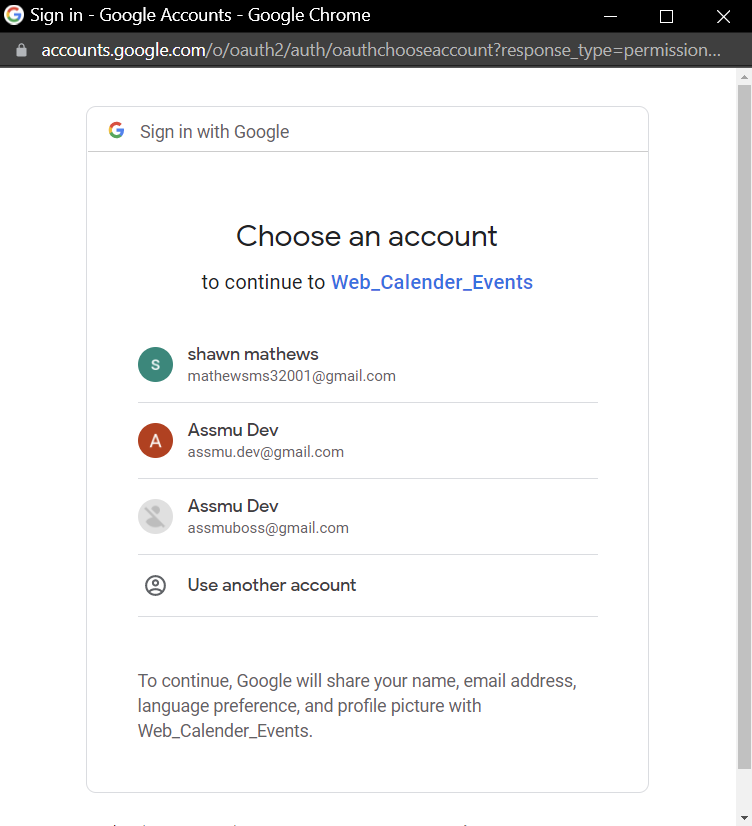 Sign in - Google Accounts - Google Chrome
accounts.google.com/o/oauth2/auth/oauthchooseaccount?response_type=permission...
Sign in with Google
Choose an account
to continue to Web_Calender_Events
S
shawn mathews
mathewsms32001@gmail.com
A
Assmu Dev
assmu.dev@gmail.com
Assmu Dev
assmuboss@gmail.com
Use another account
To continue, Google will share your name, email address,
language preference, and profile picture with
Web_Calender_Events.